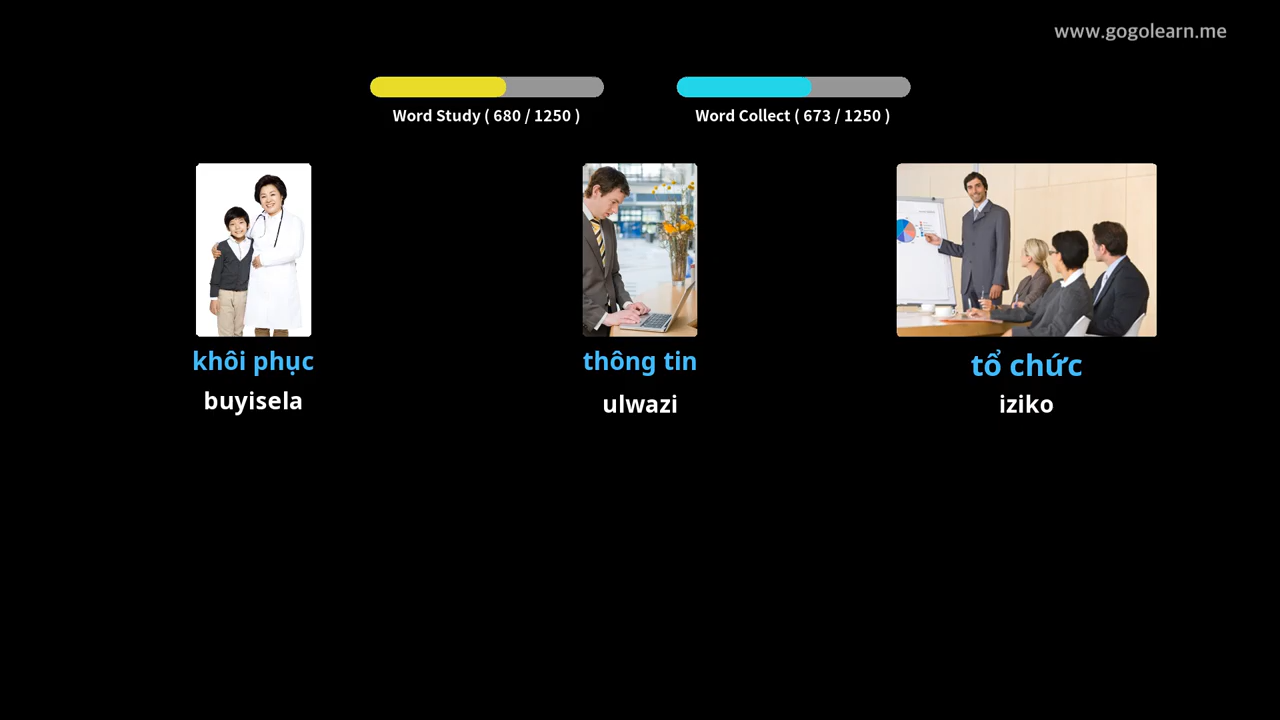 www.gogolearn.me
Word Study ( 680 / 1250 )
Word Collect ( 673 / 1250 )
khôi phục
thông tin
tổ chức
buyisela
ulwazi
iziko